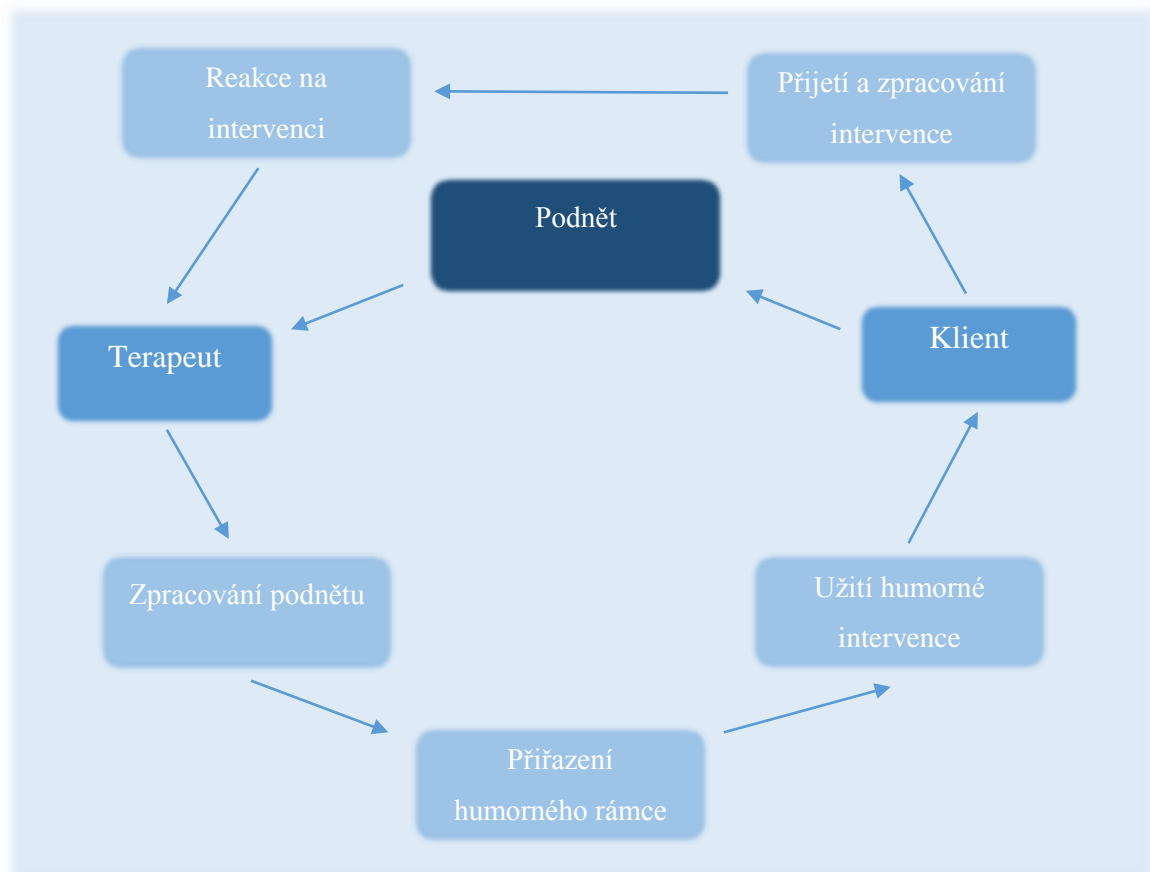 Reakce na
intervenci
Přijetí a zpracování
intervence
Podnět
Terapeut
Klient
Zpracování podnětu
Užití humorné
intervence
Přiřazení
humorného rámce